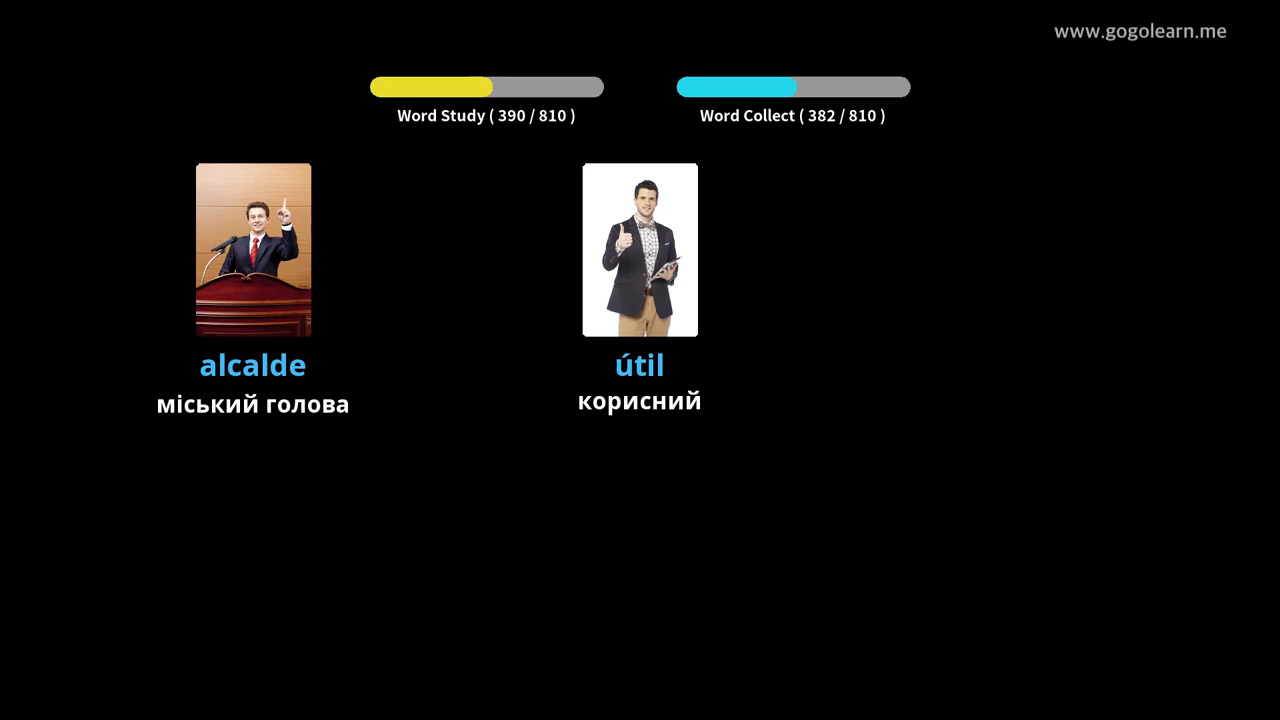 www.gogolearn.me
Word Study ( 390 / 810 )
Word Collect ( 382 / 810 )
alcalde
міський голова
útil
корисний